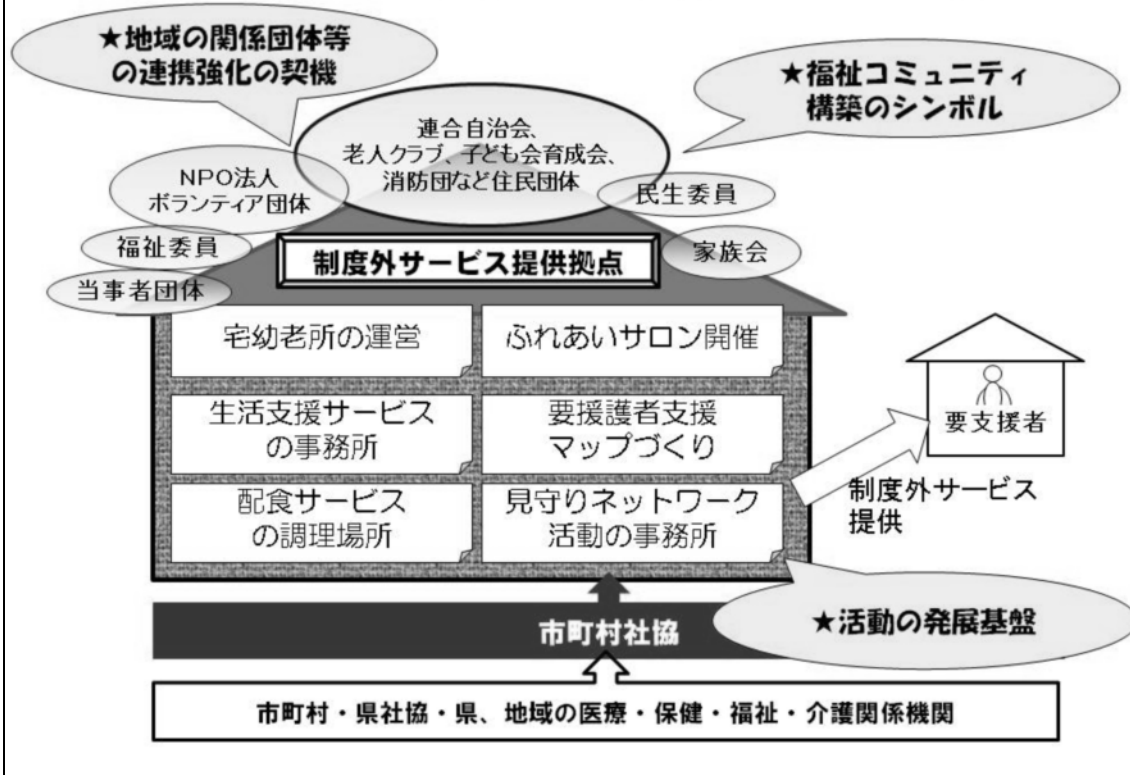 ★地域の関係団体等
の連携強化の契機
★福祉コミュニティ
構築のシンボル
連合自治会、
老人クラブ、子ども会育成会、
消防団など住民団体
NPO法人
ボランティア団体
民生委員
福祉委員
家族会
当事者団体
制度外サービス提供拠点
宅幼老所の運営
ふれあいサロン開催
生活支援サービス
の事務所
要援護者支援
マップづくり
配食サービス
の調理場所
見守りネットワーク
活動の事務所
要支援者
制度外サービス
提供
★活動の発展基盤
市町村社協
市町村・県社協・県、地域の医療・保健・福祉・介護関係機関